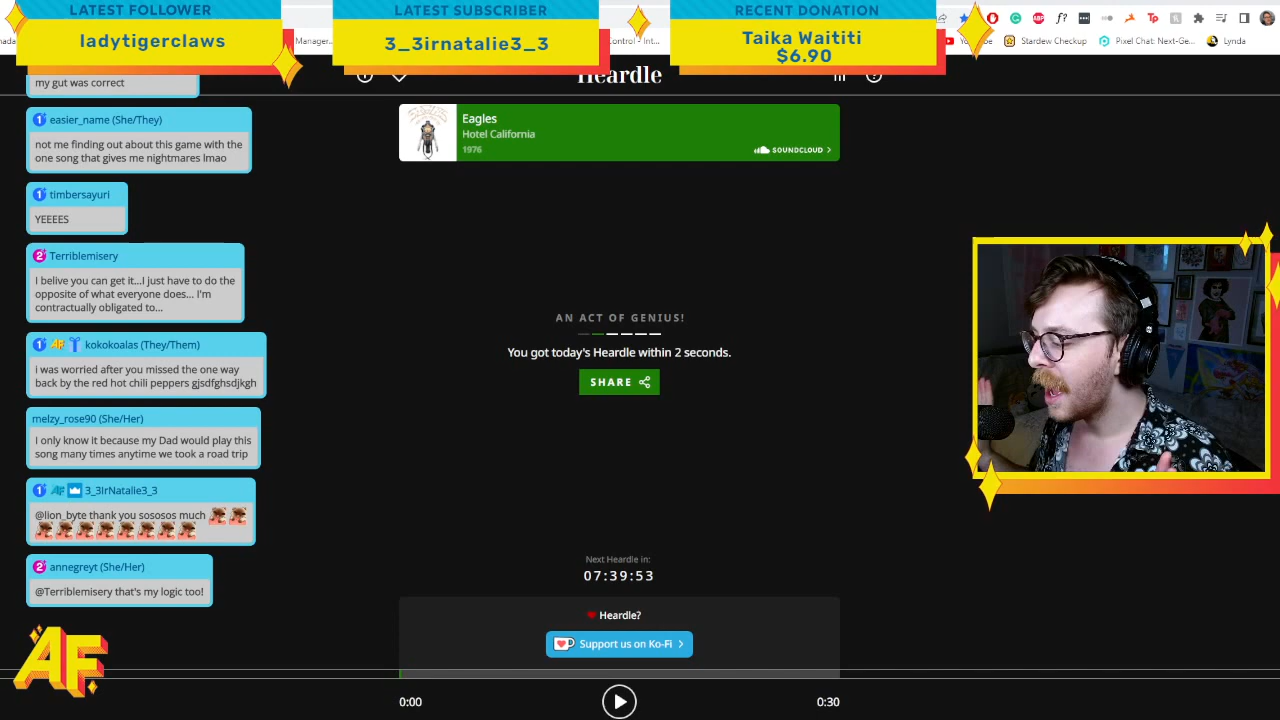 LATEST FOLLOWER
ladytigerclaws
LATEST SUBSCRIBER
3_3irnatalie3_3
RECENT DONATION
Taika Waititi
$6.90
Manager...
Stardew Checkup
Pixel Chat: Next-Ge...
Lynda
Heardle
my gut was correct
easier_name (She/They)
not me finding out about this game with the
one song that gives me nightmares lmao
timbersayuri
YEEEES
Terriblemisery
I belive you can get it...I just have to do the
opposite of what everyone does... I'm
contractually obligated to...
kokokoalas (They/Them)
i was worried after you missed the one way
back by the red hot chili peppers gjsdfghsdjkgh
melzy_rose90 (She/Her)
I only know it because my Dad would play this
song many times anytime we took a road trip
3_3IrNatalie3_3
@lion_byte thank you sososos much
annegreyt (She/Her)
@Terriblemisery that's my logic too!
AF
Eagles
Hotel California
1976
SOUNDCLOUD
AN ACT OF GENIUS!
You got today's Heardle within 2 seconds.
SHARE
Next Heardle in:
07:39:53
Heardle?
Support us on Ko-Fi
0:00
0:30